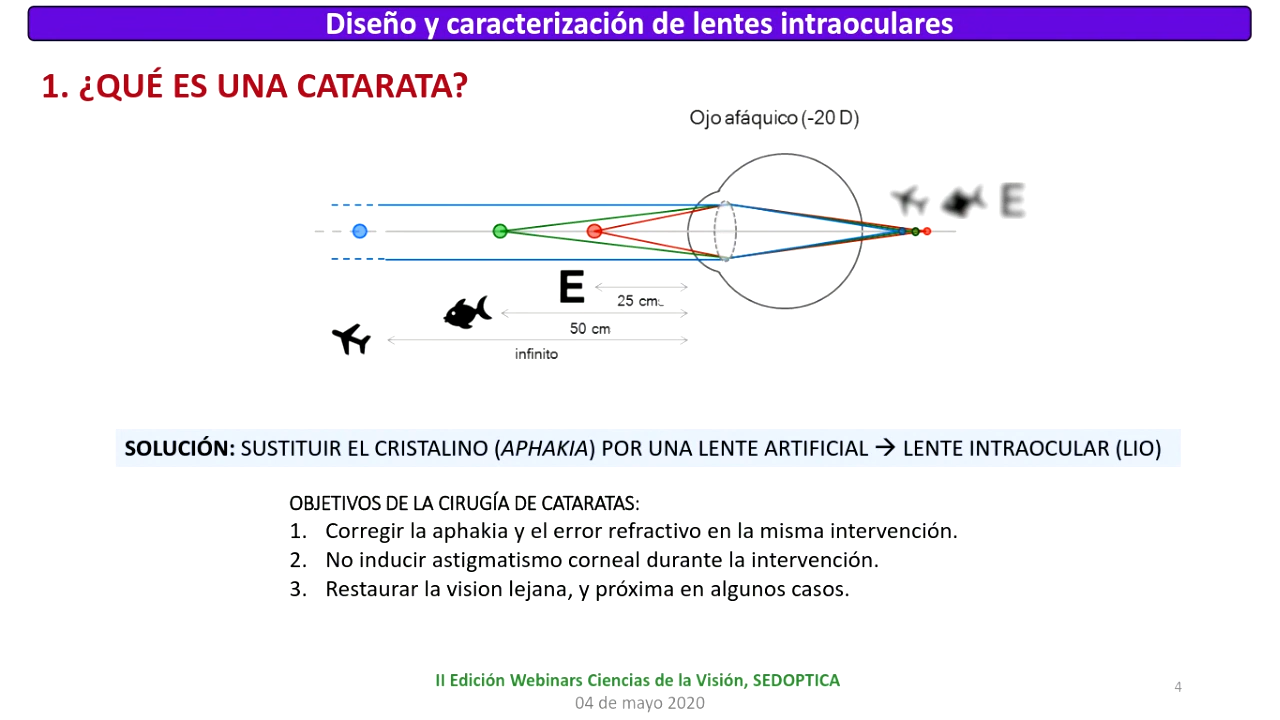 Diseño y caracterización de lentes intraoculares
1. ¿QUÉ ES UNA CATARATA?
Ojo afáquico (-20 D)
E
E
25 cm
50 cm
infinito
SOLUCIÓN: SUSTITUIR EL CRISTALINO (APHAKIA) POR UNA LENTE ARTIFICIAL → LENTE INTRAOCULAR (LIO)
OBJETIVOS DE LA CIRUGÍA DE CATARATAS:
1. Corregir la aphakia y el error refractivo en la misma intervención.
2. No inducir astigmatismo corneal durante la intervención.
3. Restaurar la vision lejana, y próxima en algunos casos.
II Edición Webinars Ciencias de la Visión, SEDOPTICA
04 de mayo 2020
4